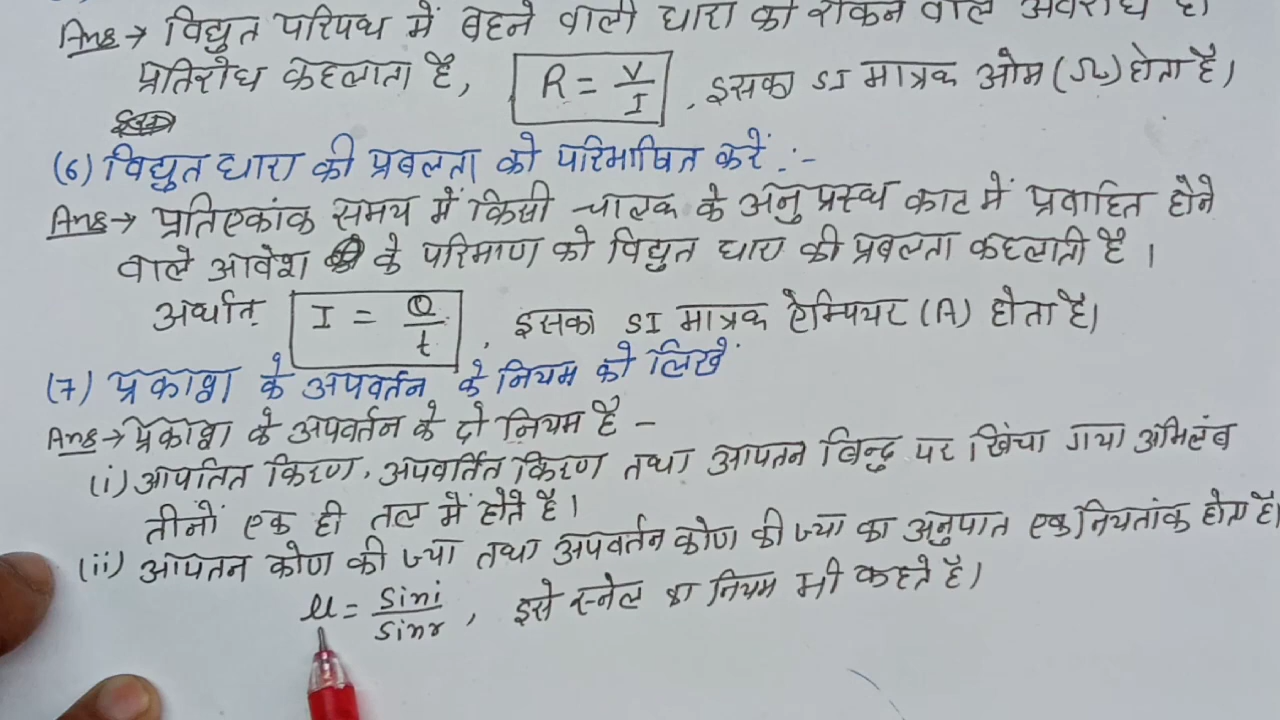 Ans→ विद्युत परिपथ में बहने वाली धारा को रोकने वाले अवरोध ही
प्रतिरोध कहलाता है, R = V/I , इसका SI मात्रक ओम (Ω) होता है।
(6) विद्युत धारा की प्रबलता को परिभाषित करें :-
Ans→ प्रतिएकांक समय में किसी चालक के अनुप्रस्थ काट में प्रवाहित होने
वाले आवेश के परिमाण को विद्युत धारा की प्रबलता कहलाती है ।
अर्थात् I = Q/t , इसका SI मात्रक ऐम्पियर (A) होता है।
(7) प्रकाश के अपवर्तन के नियम को लिखें
Ans→ प्रकाश के अपवर्तन के दो नियम है –
(i) आपतित किरण, अपवर्तित किरण तथा आपतन बिन्दु पर खिंचा गया अभिलंब
तीनों एक ही तल में होते है।
(ii) आपतन कोण की ज्या तथा अपवर्तन कोण की ज्या का अनुपात एक नियतांक होता है।
μ = sini/sinr , इसे स्नेल का नियम भी कहते है।